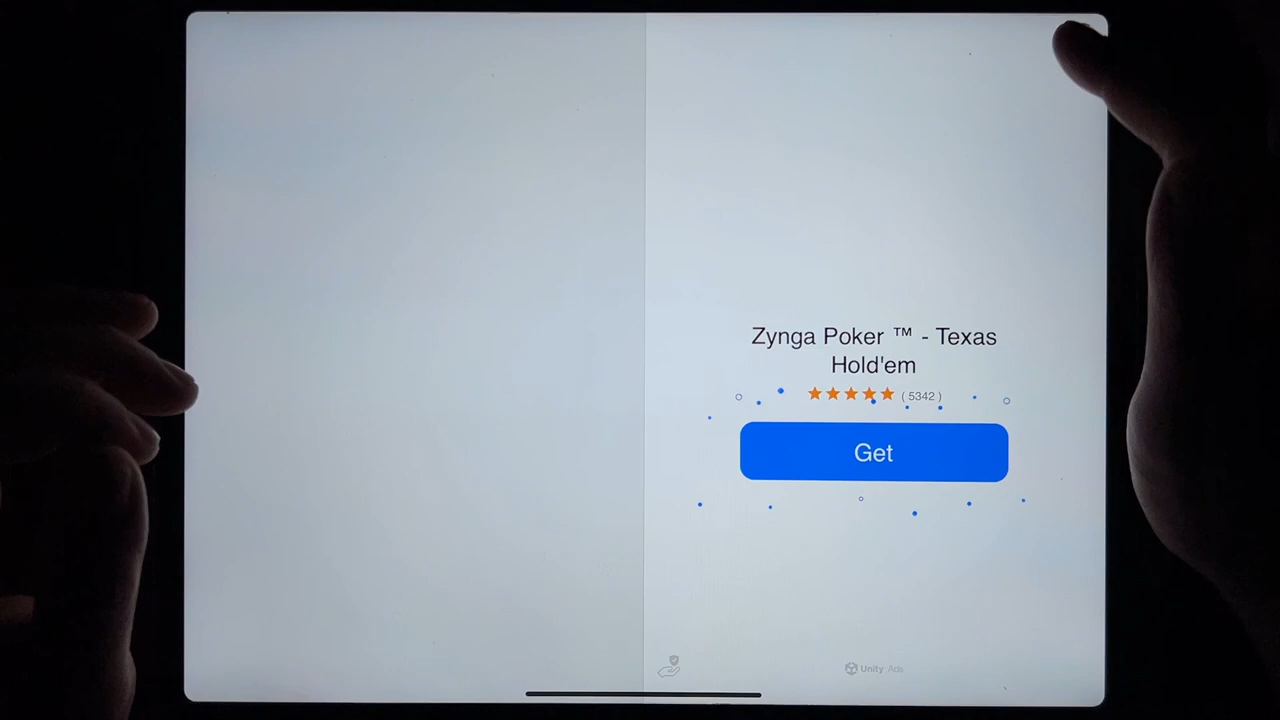 Zynga Poker ™ - Texas
Hold'em
( 5342 )
Get
Unity Ads